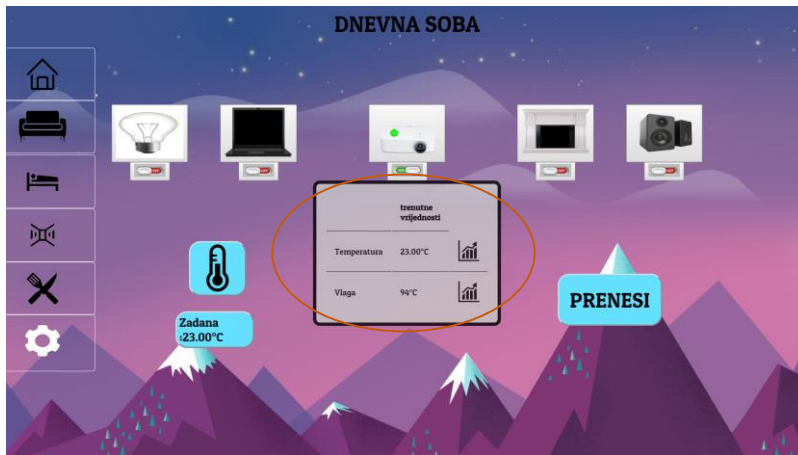 DNEVNA SOBA
trenutne
vrijednosti
Temperatura 23.00°C
Vlaga 94°C
Zadana
:23.00°C
PRENESI